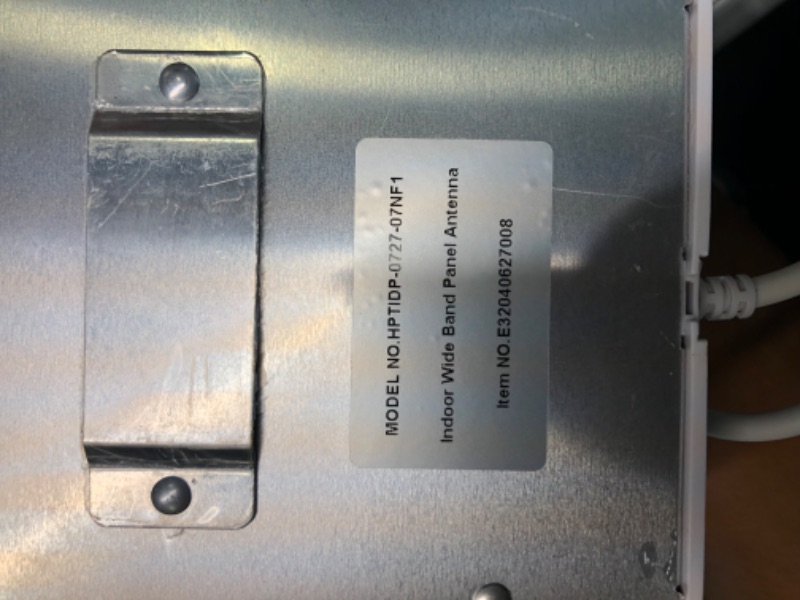 MODEL NO.HPTIDP-0727-07NF1
Indoor Wide Band Panel Antenna
Item NO.E32040627008